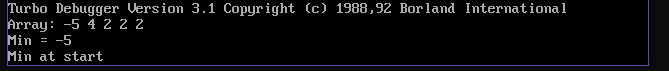 Turbo Debugger Version 3.1 Copyright (c) 1988,92 Borland International
Array: -5 4 2 2 2
Min = -5
Min at start